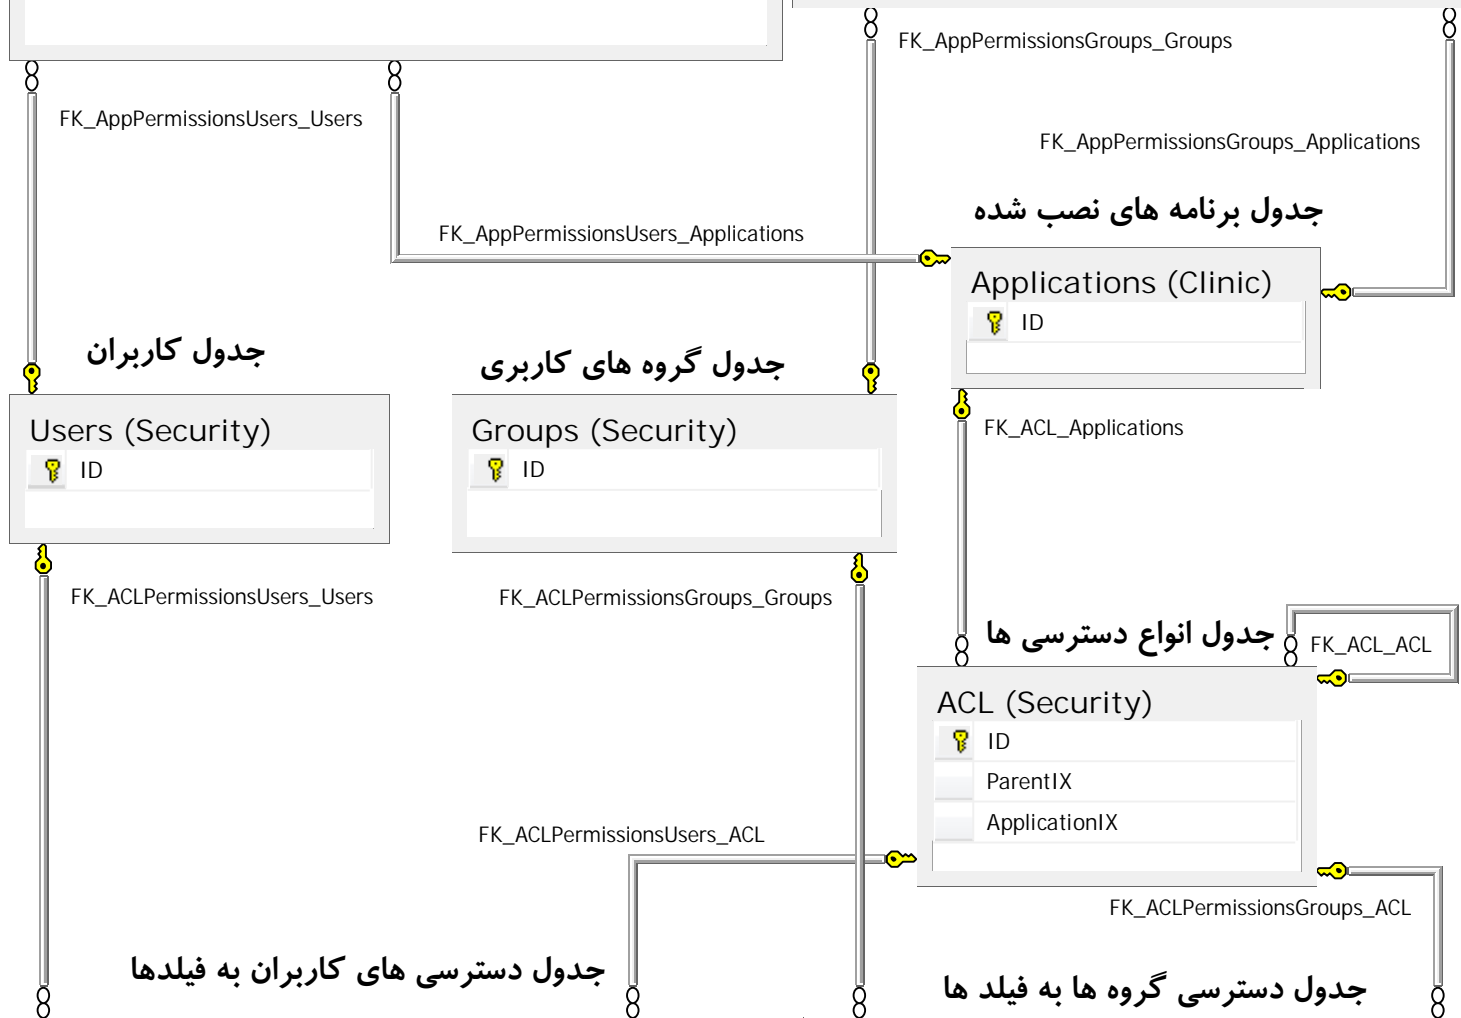 FK_AppPermissionsGroups_Groups
FK_AppPermissionsUsers_Users
FK_AppPermissionsGroups_Applications
جدول برنامه های نصب شده
FK_AppPermissionsUsers_Applications
Applications (Clinic)
ID
جدول کاربران
جدول گروه های کاربری
Users (Security)
ID
Groups (Security)
ID
FK_ACL_Applications
FK_ACLPermissionsUsers_Users
FK_ACLPermissionsGroups_Groups
جدول انواع دسترسی ها
FK_ACL_ACL
ACL (Security)
ID
ParentIX
ApplicationIX
FK_ACLPermissionsUsers_ACL
FK_ACLPermissionsGroups_ACL
جدول دسترسی های کاربران به فیلدها
جدول دسترسی گروه ها به فیلد ها